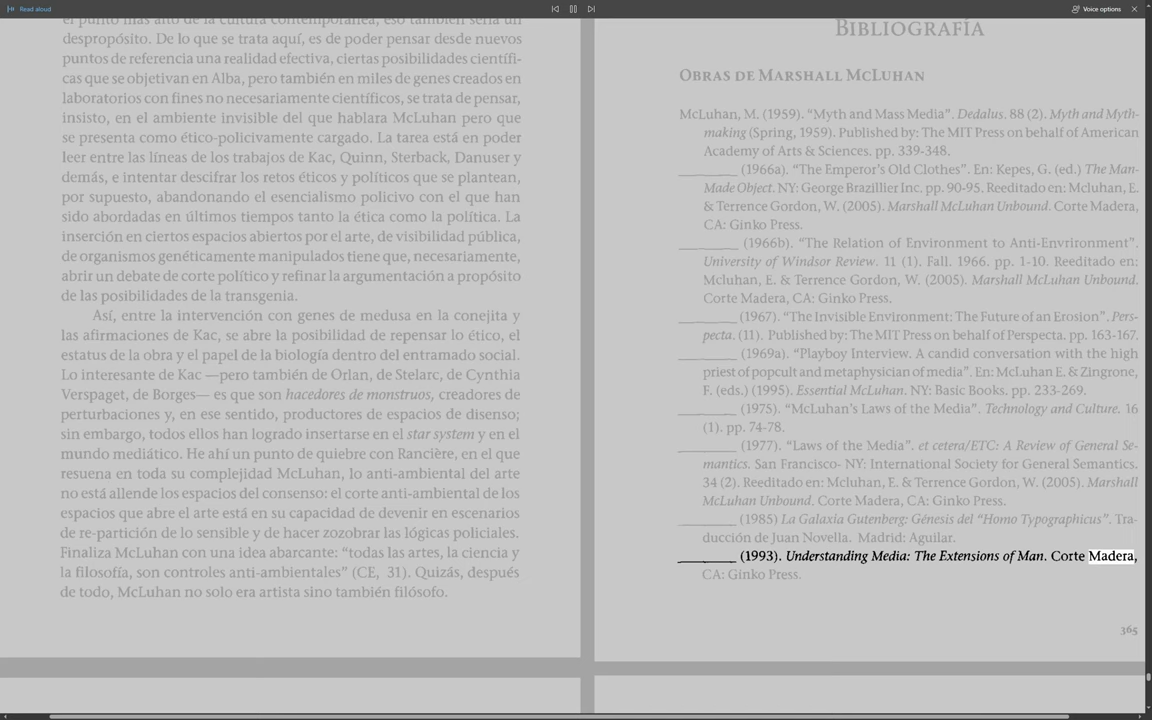 Read aloud
Voice options
el punto más alto de la cultura contemporánea, eso también sería un
despropósito. De lo que se trata aquí, es de poder pensar desde nuevos
puntos de referencia una realidad efectiva, ciertas posibilidades científi-
cas que se objetivan en Alba, pero también en miles de genes creados en
laboratorios con fines no necesariamente científicos, se trata de pensar,
insisto, en el ambiente invisible del que hablara McLuhan pero que
se presenta como ético-policivamente cargado. La tarea está en poder
leer entre las líneas de los trabajos de Kac, Quinn, Sterback, Danuser y
demás, e intentar descifrar los retos éticos y políticos que se plantean,
por supuesto, abandonando el esencialismo policivo con el que han
sido abordadas en últimos tiempos tanto la ética como la política. La
inserción en ciertos espacios abiertos por el arte, de visibilidad pública,
de organismos genéticamente manipulados tiene que, necesariamente,
abrir un debate de corte político y refinar la argumentación a propósito
de las posibilidades de la transgenia.
Así, entre la intervención con genes de medusa en la conejita y
las afirmaciones de Kac, se abre la posibilidad de repensar lo ético, el
estatus de la obra y el papel de la biología dentro del entramado social.
Lo interesante de Kac —pero también de Orlan, de Stelarc, de Cynthia
Verspaget, de Borges— es que son hacedores de monstruos, creadores de
perturbaciones y, en ese sentido, productores de espacios de disenso;
sin embargo, todos ellos han logrado insertarse en el star system y en el
mundo mediático. He ahí un punto de quiebre con Rancière, en el que
resuena en toda su complejidad McLuhan, lo anti-ambiental del arte
no está allende los espacios del consenso: el corte anti-ambiental de los
espacios que abre el arte está en su capacidad de devenir en escenarios
de re-partición de lo sensible y de hacer zozobrar las lógicas policiales.
Finaliza McLuhan con una idea abarcante: “todas las artes, la ciencia y
la filosofía, son controles anti-ambientales” (CE, 31). Quizás, después
de todo, McLuhan no solo era artista sino también filósofo.
Bibliografía
Obras de Marshall McLuhan
McLuhan, M. (1959). “Myth and Mass Media”. Dedalus. 88 (2). Myth and Myth-
making (Spring, 1959). Published by: The MIT Press on behalf of American
Academy of Arts & Sciences. pp. 339-348.
________ (1966a). “The Emperor's Old Clothes”. En: Kepes, G. (ed.) The Man-
Made Object. NY: George Brazillier Inc. pp. 90-95. Reeditado en: Mcluhan, E.
& Terrence Gordon, W. (2005). Marshall McLuhan Unbound. Corte Madera,
CA: Ginko Press.
________ (1966b). “The Relation of Environment to Anti-Envrironment”.
University of Windsor Review. 11 (1). Fall. 1966. pp. 1-10. Reeditado en:
Mcluhan, E. & Terrence Gordon, W. (2005). Marshall McLuhan Unbound.
Corte Madera, CA: Ginko Press.
________ (1967). “The Invisible Environment: The Future of an Erosion”. Pers-
pecta. (11). Published by: The MIT Press on behalf of Perspecta. pp. 163-167.
________ (1969a). “Playboy Interview. A candid conversation with the high
priest of popcult and metaphysician of media”. En: McLuhan E. & Zingrone,
F. (eds.) (1995). Essential McLuhan. NY: Basic Books. pp. 233-269.
________ (1975). “McLuhan's Laws of the Media”. Technology and Culture. 16
(1). pp. 74-78.
________ (1977). “Laws of the Media”. et cetera/ETC: A Review of General Se-
mantics. San Francisco- NY: International Society for General Semantics.
34 (2). Reeditado en: Mcluhan, E. & Terrence Gordon, W. (2005). Marshall
McLuhan Unbound. Corte Madera, CA: Ginko Press.
________ (1985) La Galaxia Gutenberg: Génesis del “Homo Typographicus”. Tra-
ducción de Juan Novella. Madrid: Aguilar.
________ (1993). Understanding Media: The Extensions of Man. Corte Madera,
CA: Ginko Press.
365